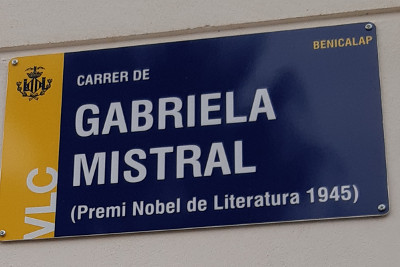 BENICALAP
CARRER DE
GABRIELA
MISTRAL
(Premi Nobel de Literatura 1945)
VLC